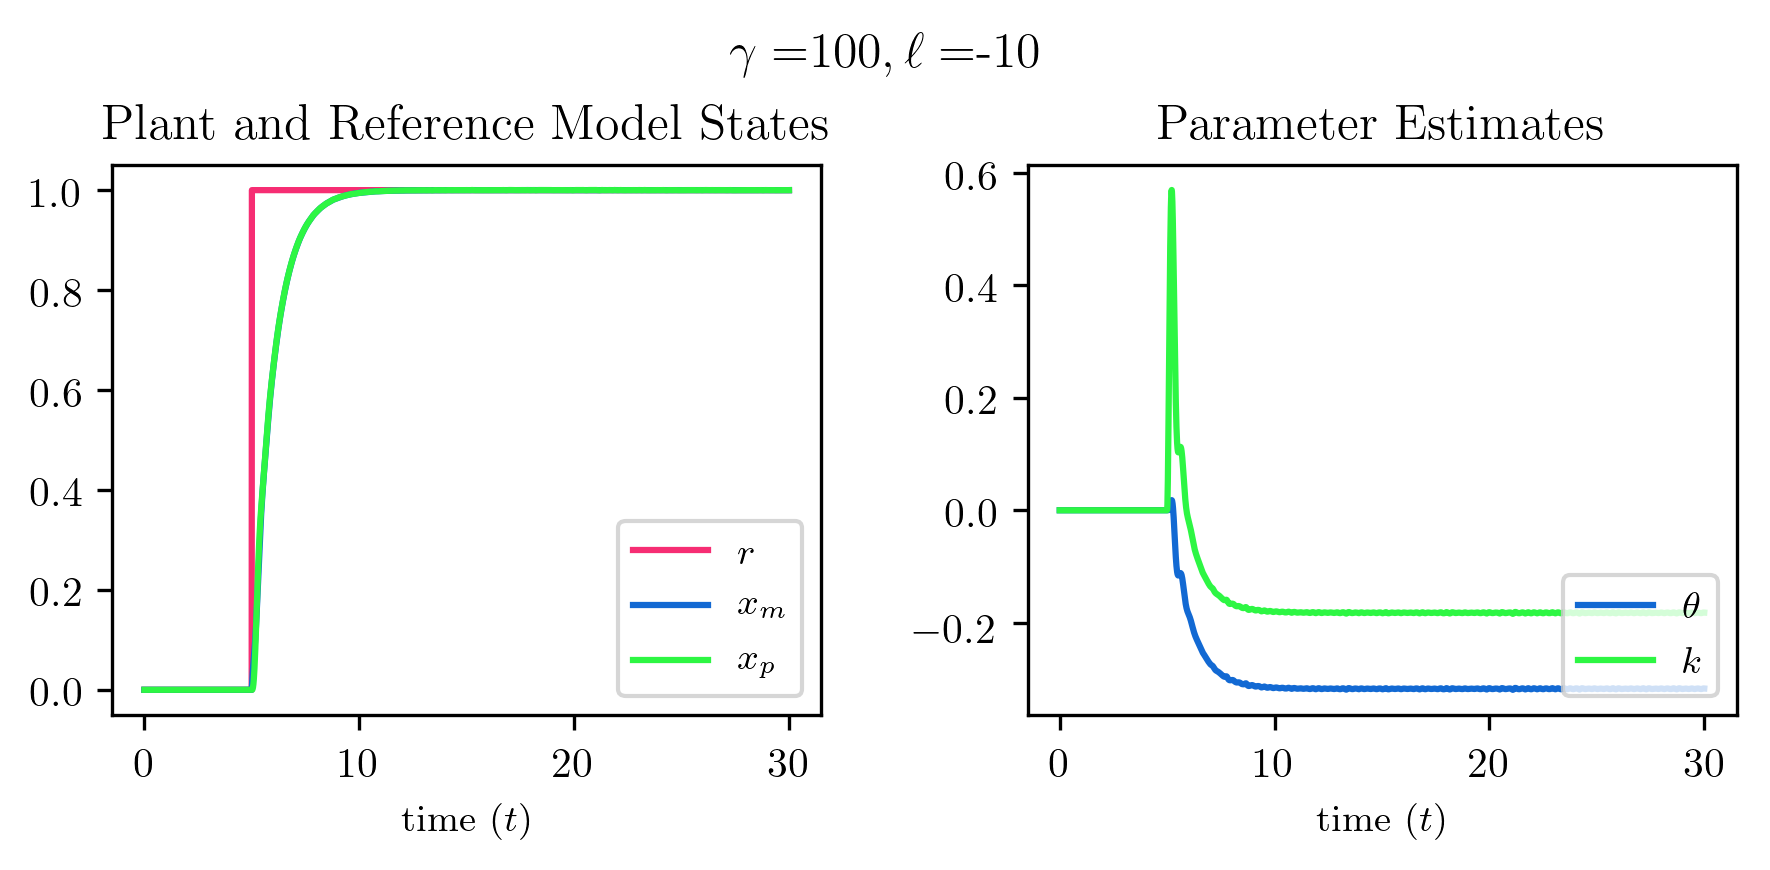 γ =100, ℓ =-10
Plant and Reference Model States
1.0
0.8
0.6
0.4
0.2
0.0
0 10 20 30
time (t)
r
x_m
x_p
Parameter Estimates
0.6
0.4
0.2
0.0
−0.2
0 10 20 30
time (t)
θ
k